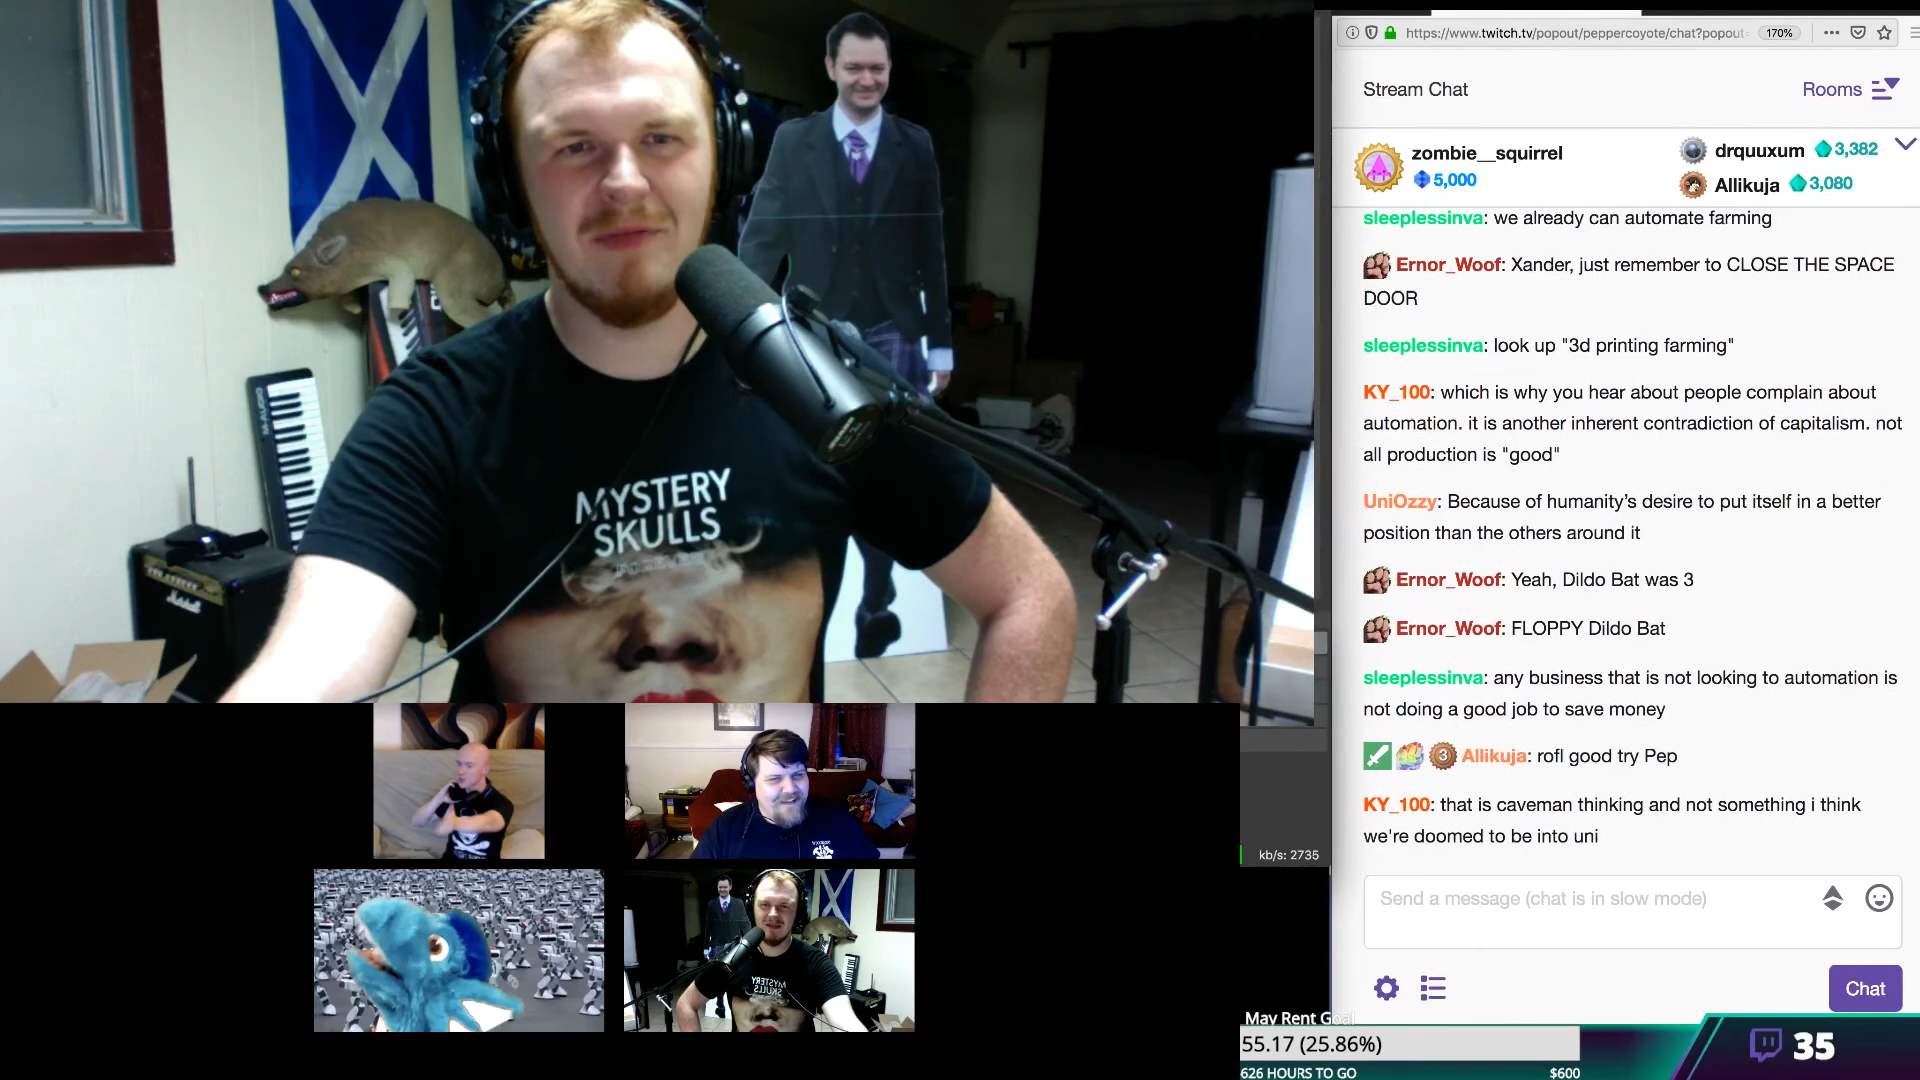 https://www.twitch.tv/popout/peppercoyote/chat?popout=
170%
Stream Chat
Rooms
zombie__squirrel
5,000
drquuxum 3,382
Allikuja 3,080
sleeplessinva: we already can automate farming
Ernor_Woof: Xander, just remember to CLOSE THE SPACE
DOOR
sleeplessinva: look up "3d printing farming"
KY_100: which is why you hear about people complain about
automation. it is another inherent contradiction of capitalism. not
all production is "good"
UniOzzy: Because of humanity’s desire to put itself in a better
position than the others around it
Ernor_Woof: Yeah, Dildo Bat was 3
Ernor_Woof: FLOPPY Dildo Bat
sleeplessinva: any business that is not looking to automation is
not doing a good job to save money
3 Allikuja: rofl good try Pep
KY_100: that is caveman thinking and not something i think
we're doomed to be into uni
Send a message (chat is in slow mode)
Chat
M-AUDIO
Marshall
MYSTERY
SKULLS
kb/s: 2735
MYSTERY
SKULLS
May Rent Goal
55.17 (25.86%)
626 HOURS TO GO
$600
35